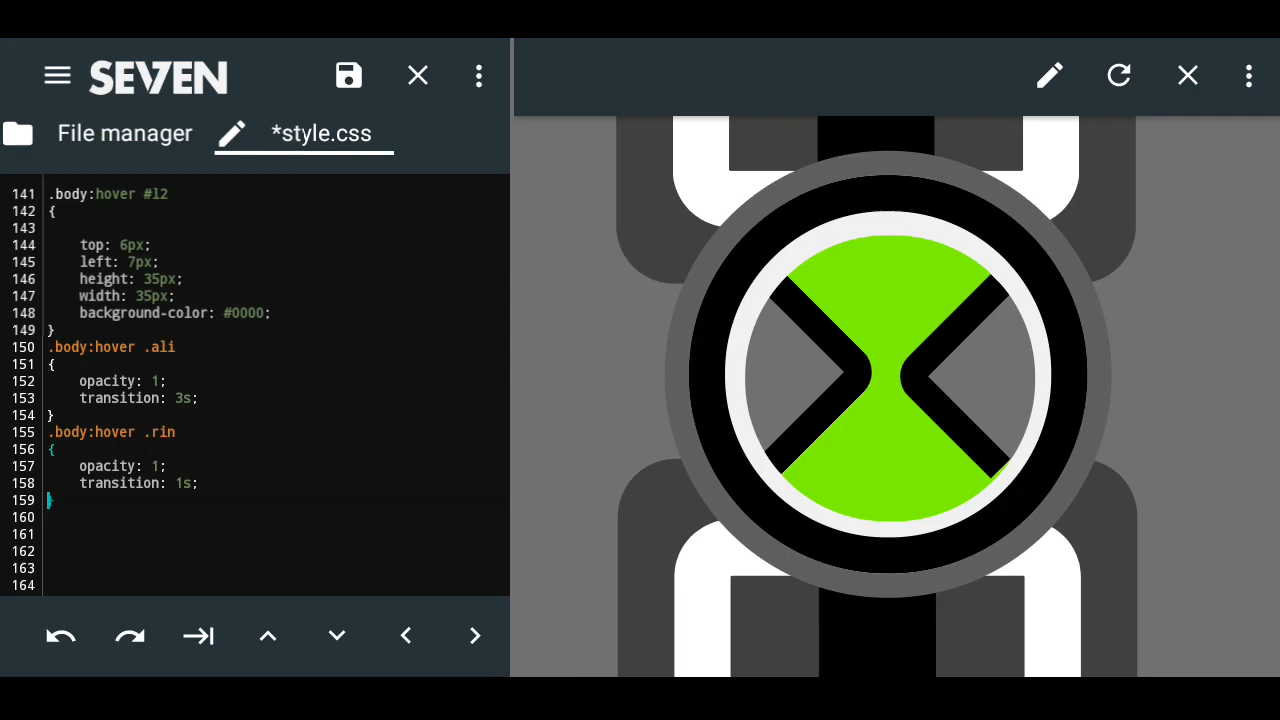 SEVEN
File manager
*style.css
141 .body:hover #l2
142 {
143
144 top: 6px;
145 left: 7px;
146 height: 35px;
147 width: 35px;
148 background-color: #0000;
149 }
150 .body:hover .ali
151 {
152 opacity: 1;
153 transition: 3s;
154 }
155 .body:hover .rin
156 {
157 opacity: 1;
158 transition: 1s;
159 }
160
161
162
163
164